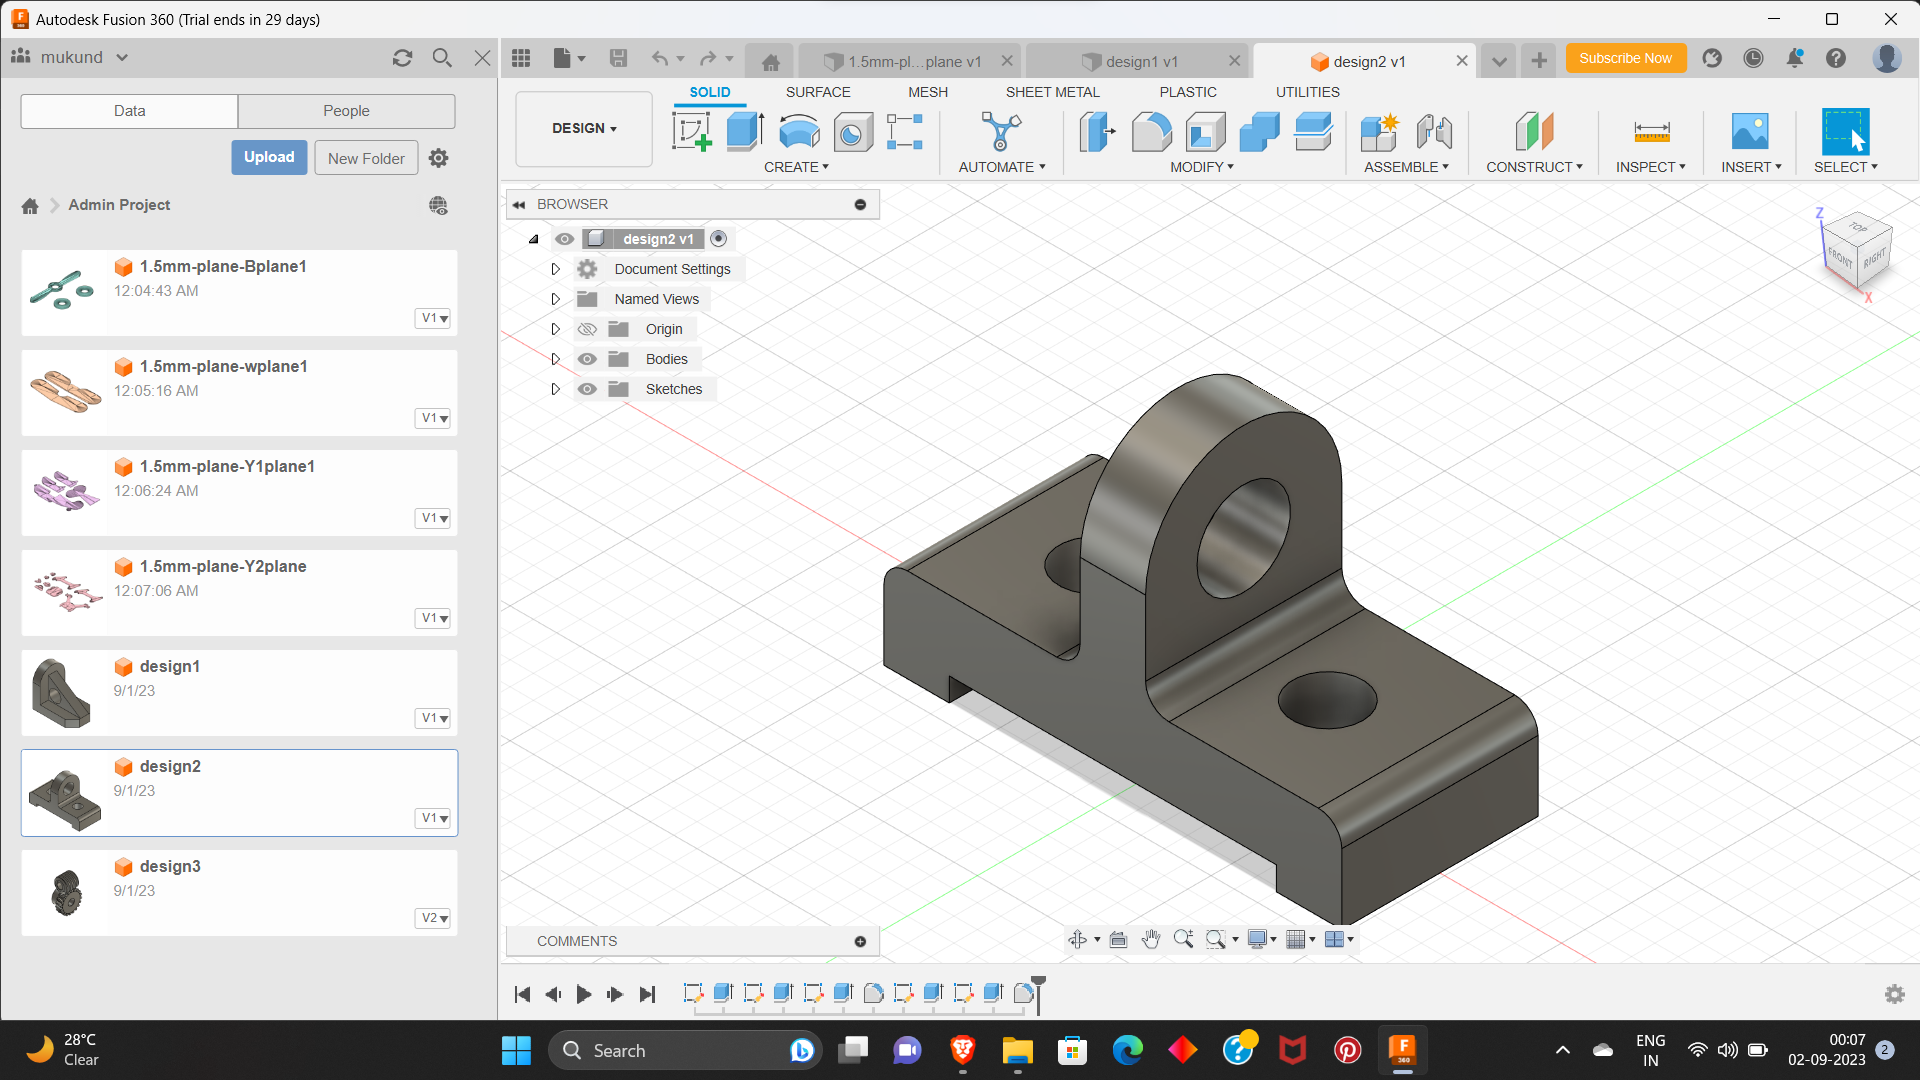 Autodesk Fusion 360 (Trial ends in 29 days)
mukund
1.5mm-pl...plane v1
design1 v1
design2 v1
Subscribe Now
Data
People
Upload
New Folder
Admin Project
1.5mm-plane-Bplane1
12:04:43 AM
V1
1.5mm-plane-wplane1
12:05:16 AM
V1
1.5mm-plane-Y1plane1
12:06:24 AM
V1
1.5mm-plane-Y2plane
12:07:06 AM
V1
design1
9/1/23
V1
design2
9/1/23
V1
design3
9/1/23
V2
DESIGN
SOLID
SURFACE
MESH
SHEET METAL
PLASTIC
UTILITIES
CREATE
AUTOMATE
MODIFY
ASSEMBLE
CONSTRUCT
INSPECT
INSERT
SELECT
BROWSER
design2 v1
Document Settings
Named Views
Origin
Bodies
Sketches
Z
TOP
FRONT
RIGHT
X
COMMENTS
28°C
Clear
Search
F
360
ENG
IN
00:07
02-09-2023
2